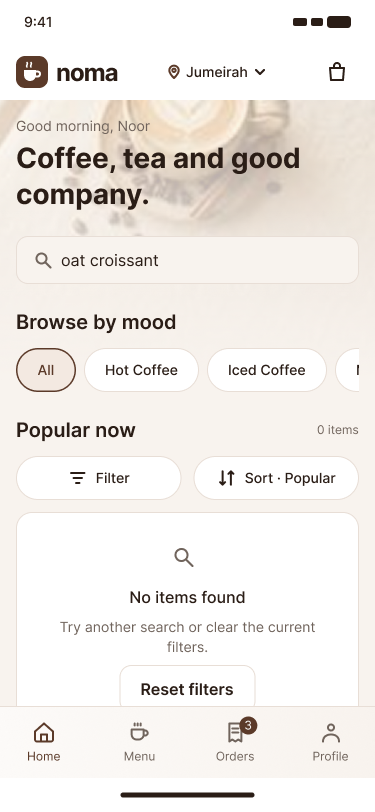 9:41
noma
Jumeirah
Good morning, Noor
Coffee, tea and good
company.
oat croissant
Browse by mood
All
Hot Coffee
Iced Coffee
Popular now
0 items
Filter
Sort · Popular
No items found
Try another search or clear the current
filters.
Reset filters
3
Home
Menu
Orders
Profile